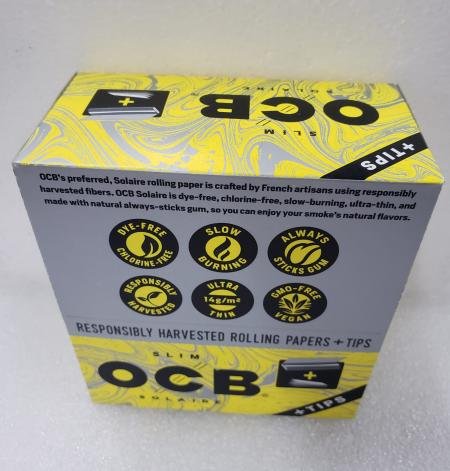 SOLAIRE
OCB
SLIM
+
+TIPS
OCB's preferred, Solaire rolling paper is crafted by French artisans using responsibly
harvested fibers. OCB Solaire is dye-free, chlorine-free, slow-burning, ultra-thin, and
made with natural always-sticks gum, so you can enjoy your smoke's natural flavors.
DYE-FREE
CHLORINE-FREE
SLOW
BURNING
ALWAYS
STICKS GUM
RESPONSIBLY
HARVESTED
ULTRA
14g/m²
THIN
GMO-FREE
VEGAN
RESPONSIBLY HARVESTED ROLLING PAPERS + TIPS
SLIM
OCB
SOLAIRE
+
+TIPS